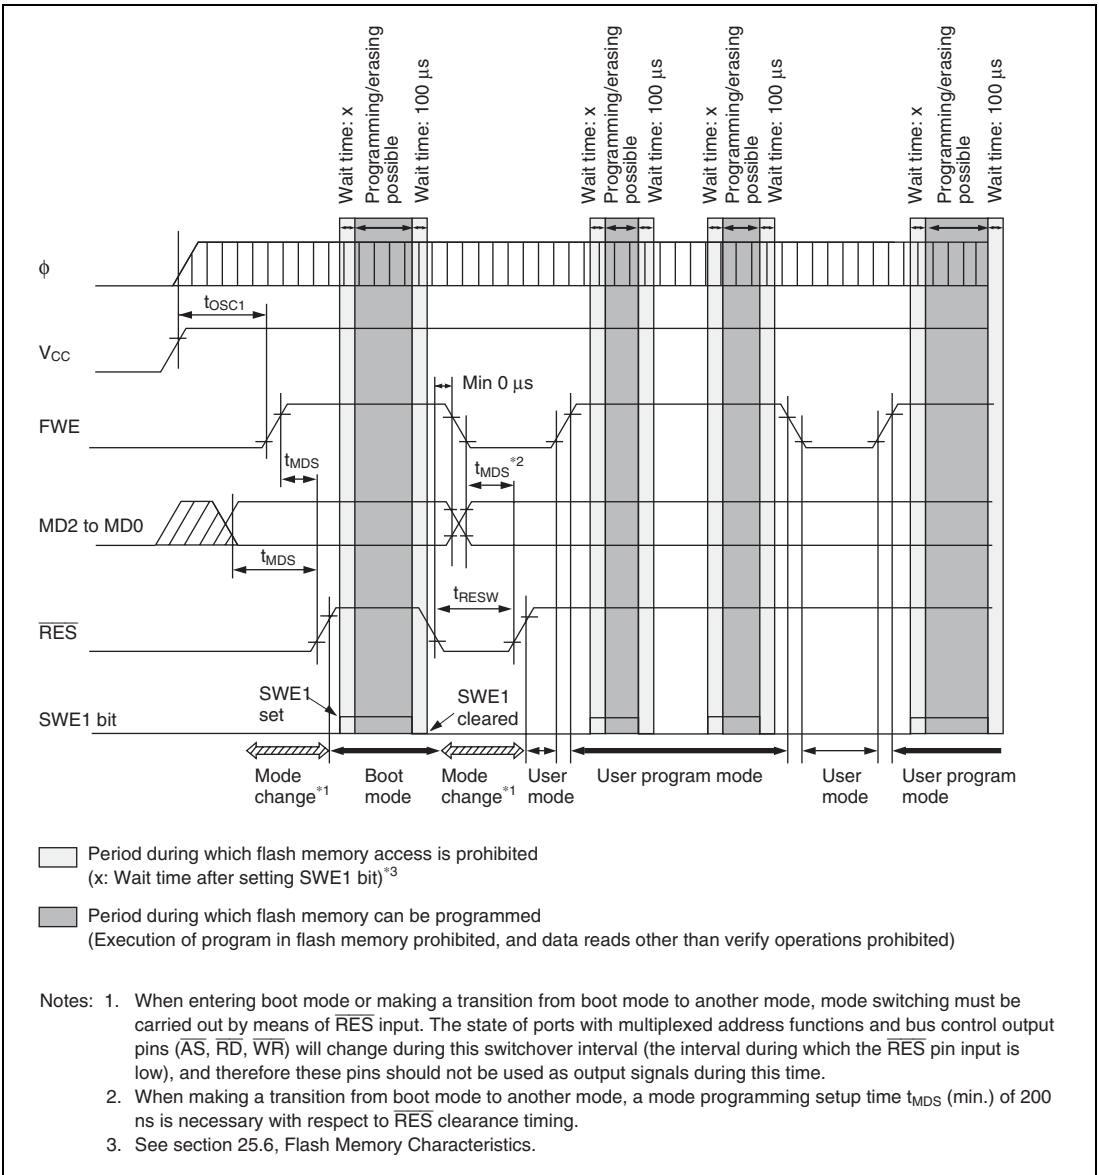 Wait time: x
Programming/erasing
possible
Wait time: 100 µs
Wait time: x
Programming/erasing
possible
Wait time: 100 µs
Wait time: x
Programming/erasing
possible
Wait time: 100 µs
Wait time: x
Programming/erasing
possible
Wait time: 100 µs
ϕ
tOSC1
VCC
Min 0 µs
FWE
tMDS
tMDS*2
MD2 to MD0
tMDS
tRESW
RES
SWE1
set
SWE1
cleared
SWE1 bit
Mode
change*1
Boot
mode
Mode
change*1
User
mode
User program mode
User
mode
User program
mode
Period during which flash memory access is prohibited
(x: Wait time after setting SWE1 bit)*3
Period during which flash memory can be programmed
(Execution of program in flash memory prohibited, and data reads other than verify operations prohibited)
Notes: 1. When entering boot mode or making a transition from boot mode to another mode, mode switching must be
carried out by means of RES input. The state of ports with multiplexed address functions and bus control output
pins (AS, RD, WR) will change during this switchover interval (the interval during which the RES pin input is
low), and therefore these pins should not be used as output signals during this time.
2. When making a transition from boot mode to another mode, a mode programming setup time tMDS (min.) of 200
ns is necessary with respect to RES clearance timing.
3. See section 25.6, Flash Memory Characteristics.